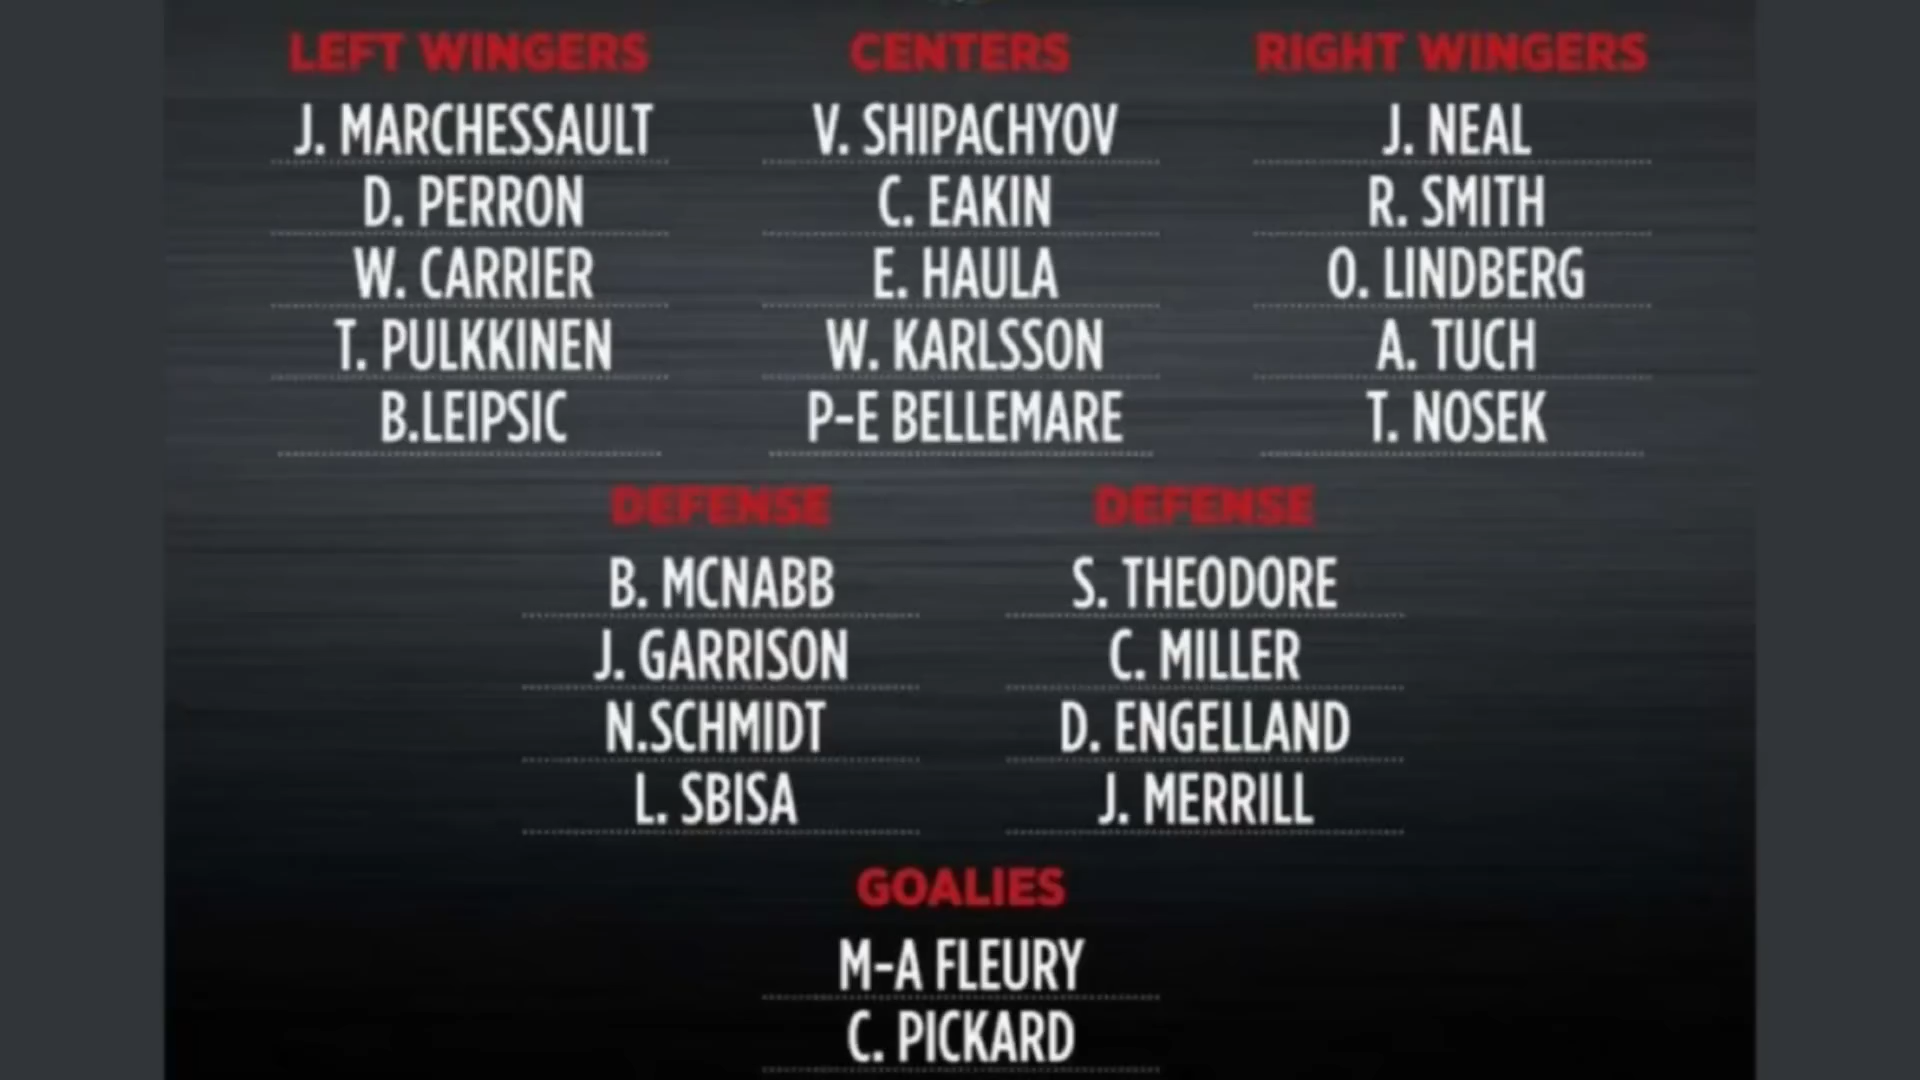 LEFT WINGERS CENTERS RIGHT WINGERS
J. MARCHESSAULT V. SHIPACHYOV J. NEAL
D. PERRON C. EAKIN R. SMITH
W. CARRIER E. HAULA O. LINDBERG
T. PULKKINEN W. KARLSSON A. TUCH
B.LEIPSIC P-E BELLEMARE T. NOSEK
DEFENSE DEFENSE
B. MCNABB S. THEODORE
J. GARRISON C. MILLER
N.SCHMIDT D. ENGELLAND
L. SBISA J. MERRILL
GOALIES
M-A FLEURY
C. PICKARD